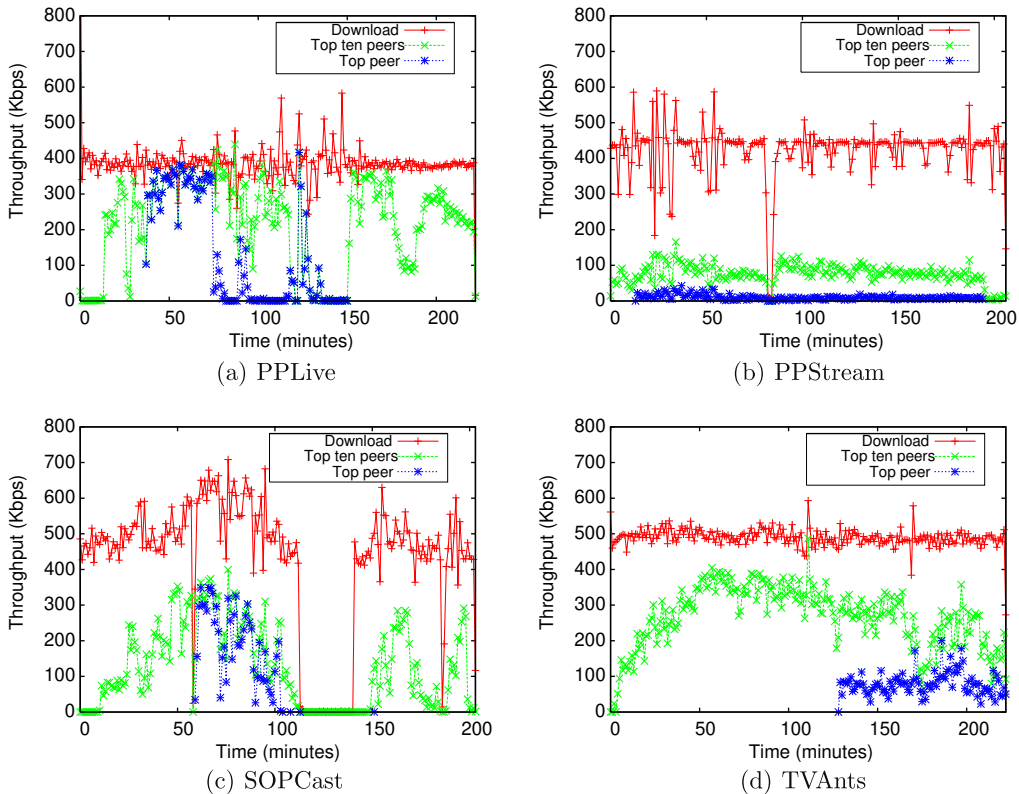 800
700
600
500
400
300
200
100
0
Throughput (Kbps)
Download
Top ten peers
Top peer
0 50 100 150 200
Time (minutes)
(a) PPLive
800
700
600
500
400
300
200
100
0
Throughput (Kbps)
Download
Top ten peers
Top peer
0 50 100 150 200
Time (minutes)
(b) PPStream
800
700
600
500
400
300
200
100
0
Throughput (Kbps)
Download
Top ten peers
Top peer
0 50 100 150 200
Time (minutes)
(c) SOPCast
800
700
600
500
400
300
200
100
0
Throughput (Kbps)
Download
Top ten peers
Top peer
0 50 100 150 200
Time (minutes)
(d) TVAnts